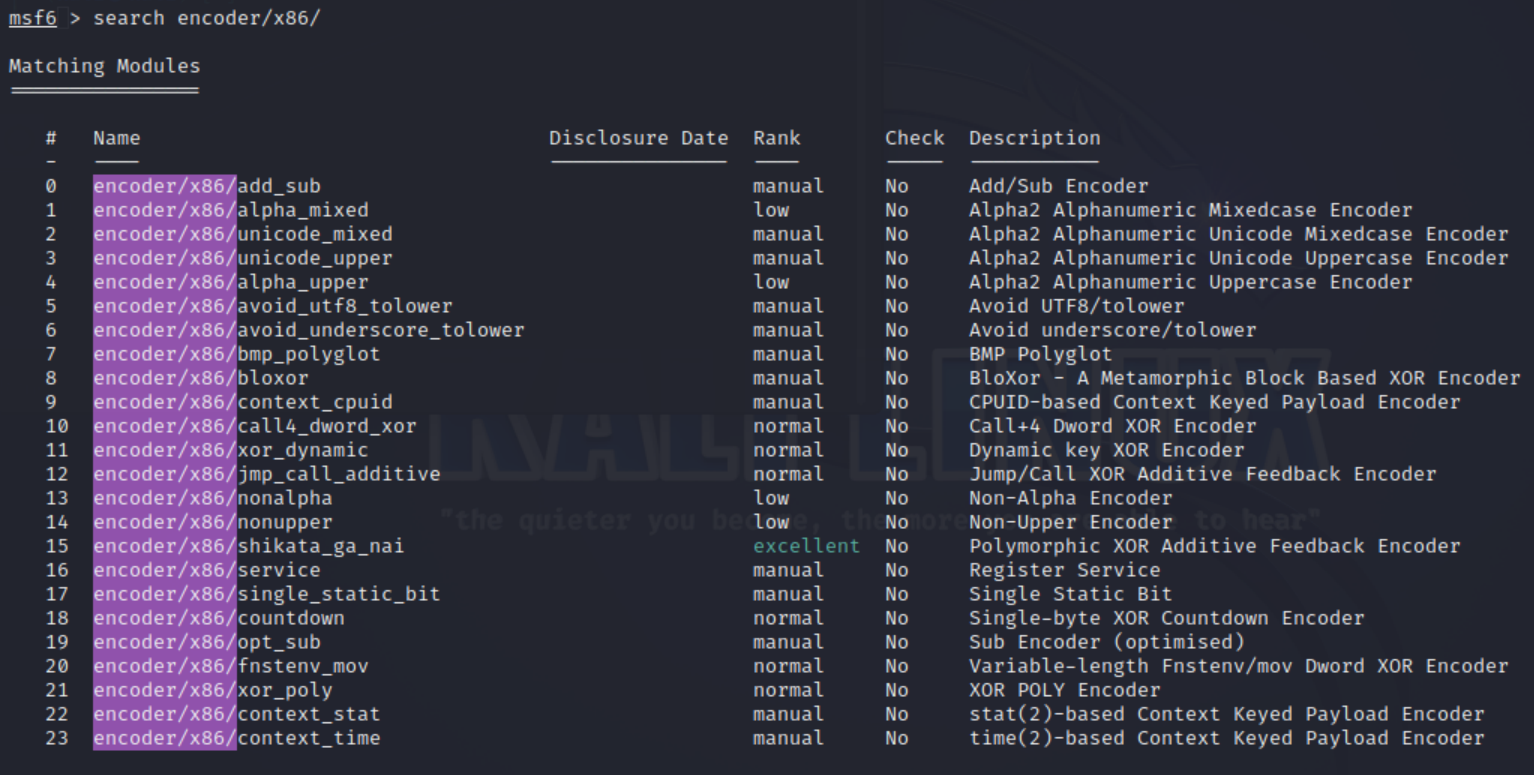 msf6 > search encoder/x86/
Matching Modules
# Name Disclosure Date Rank Check Description
0 encoder/x86/add_sub manual No Add/Sub Encoder
1 encoder/x86/alpha_mixed low No Alpha2 Alphanumeric Mixedcase Encoder
2 encoder/x86/unicode_mixed manual No Alpha2 Alphanumeric Unicode Mixedcase Encoder
3 encoder/x86/unicode_upper manual No Alpha2 Alphanumeric Unicode Uppercase Encoder
4 encoder/x86/alpha_upper low No Alpha2 Alphanumeric Uppercase Encoder
5 encoder/x86/avoid_utf8_tolower manual No Avoid UTF8/tolower
6 encoder/x86/avoid_underscore_tolower manual No Avoid underscore/tolower
7 encoder/x86/bmp_polyglot manual No BMP Polyglot
8 encoder/x86/bloxor manual No BloXor - A Metamorphic Block Based XOR Encoder
9 encoder/x86/context_cpuid manual No CPUID-based Context Keyed Payload Encoder
10 encoder/x86/call4_dword_xor normal No Call+4 Dword XOR Encoder
11 encoder/x86/xor_dynamic normal No Dynamic key XOR Encoder
12 encoder/x86/jmp_call_additive normal No Jump/Call XOR Additive Feedback Encoder
13 encoder/x86/nonalpha low No Non-Alpha Encoder
14 encoder/x86/nonupper low No Non-Upper Encoder
15 encoder/x86/shikata_ga_nai excellent No Polymorphic XOR Additive Feedback Encoder
16 encoder/x86/service manual No Register Service
17 encoder/x86/single_static_bit manual No Single Static Bit
18 encoder/x86/countdown normal No Single-byte XOR Countdown Encoder
19 encoder/x86/opt_sub manual No Sub Encoder (optimised)
20 encoder/x86/fnstenv_mov normal No Variable-length Fnstenv/mov Dword XOR Encoder
21 encoder/x86/xor_poly normal No XOR POLY Encoder
22 encoder/x86/context_stat manual No stat(2)-based Context Keyed Payload Encoder
23 encoder/x86/context_time manual No time(2)-based Context Keyed Payload Encoder
KALI LINUX
"the quieter you the more to hear"